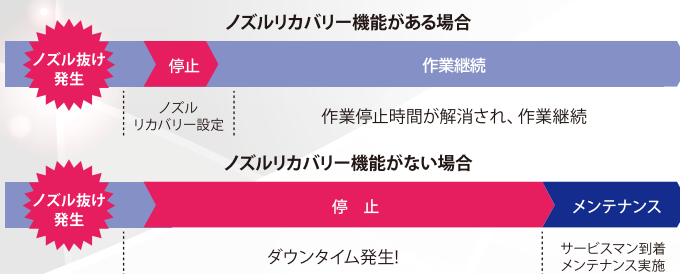 ノズルリカバリー機能がある場合
ノズル抜け
発生
停止
作業継続
ノズル
リカバリー設定
作業停止時間が解消され、作業継続
ノズルリカバリー機能がない場合
ノズル抜け
発生
停 止
メンテナンス
ダウンタイム発生!
サービスマン到着
メンテナンス実施